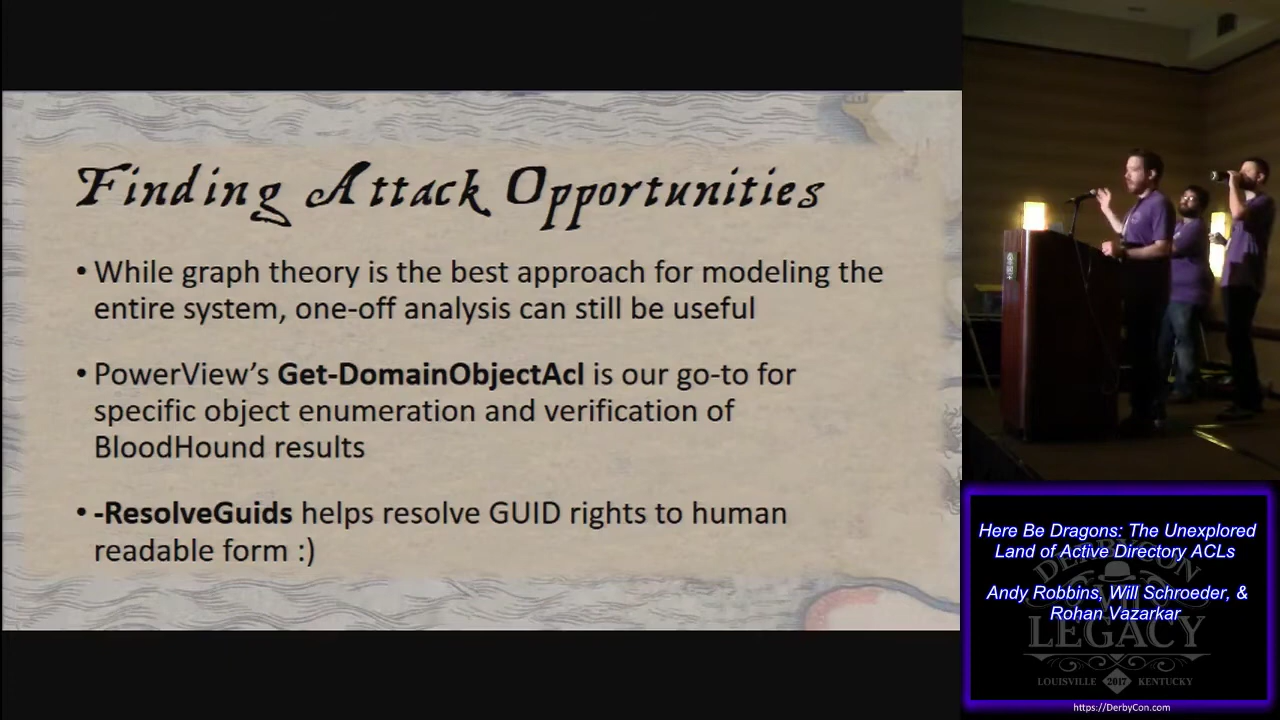 Finding Attack Opportunities
• While graph theory is the best approach for modeling the
entire system, one-off analysis can still be useful
• PowerView’s Get-DomainObjectAcl is our go-to for
specific object enumeration and verification of
BloodHound results
• -ResolveGuids helps resolve GUID rights to human
readable form :)
Here Be Dragons: The Unexplored
Land of Active Directory ACLs
Andy Robbins, Will Schroeder, &
Rohan Vazarkar
DERBYCON
LEGACY
LOUISVILLE 2017 KENTUCKY
https://DerbyCon.com